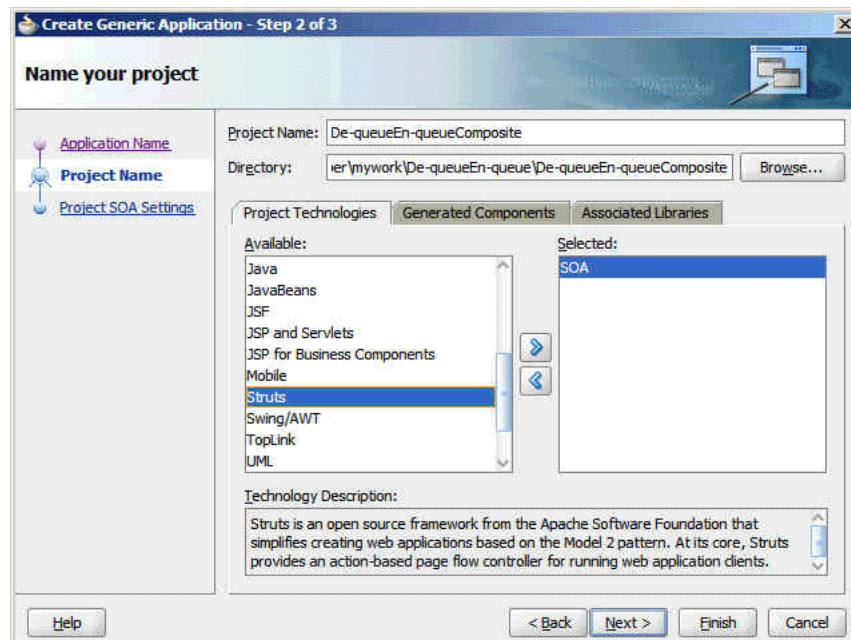 Create Generic Application - Step 2 of 3
Name your project
Application Name
Project Name
Project SOA Settings
Project Name: De-queueEn-queueComposite
Directory: er\mywork\De-queueEn-queue\De-queueEn-queueComposite Browse...
Project Technologies Generated Components Associated Libraries
Available: Selected:
Java SOA
JavaBeans
JSF
JSP and Servlets
JSP for Business Components
Mobile
Struts
Swing/AWT
TopLink
UML
Technology Description:
Struts is an open source framework from the Apache Software Foundation that
simplifies creating web applications based on the Model 2 pattern. At its core, Struts
provides an action-based page flow controller for running web application clients.
Help < Back Next > Finish Cancel